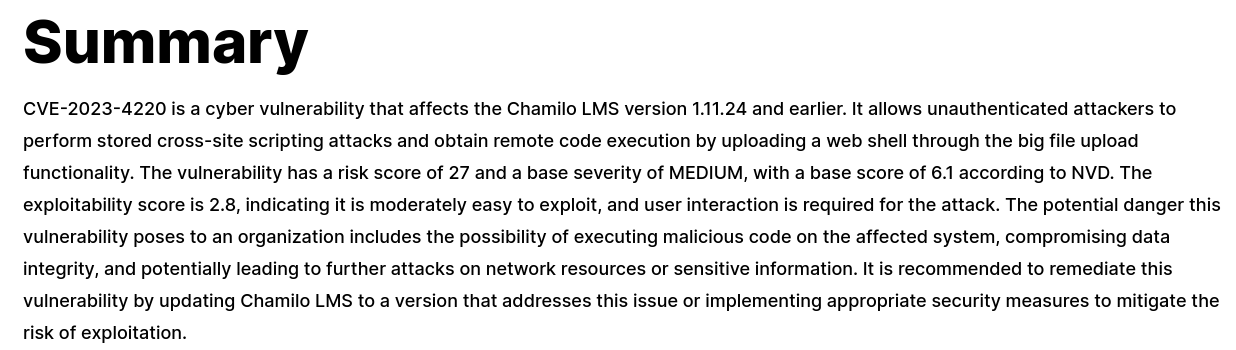 Summary
CVE-2023-4220 is a cyber vulnerability that affects the Chamilo LMS version 1.11.24 and earlier. It allows unauthenticated attackers to
perform stored cross-site scripting attacks and obtain remote code execution by uploading a web shell through the big file upload
functionality. The vulnerability has a risk score of 27 and a base severity of MEDIUM, with a base score of 6.1 according to NVD. The
exploitability score is 2.8, indicating it is moderately easy to exploit, and user interaction is required for the attack. The potential danger this
vulnerability poses to an organization includes the possibility of executing malicious code on the affected system, compromising data
integrity, and potentially leading to further attacks on network resources or sensitive information. It is recommended to remediate this
vulnerability by updating Chamilo LMS to a version that addresses this issue or implementing appropriate security measures to mitigate the
risk of exploitation.